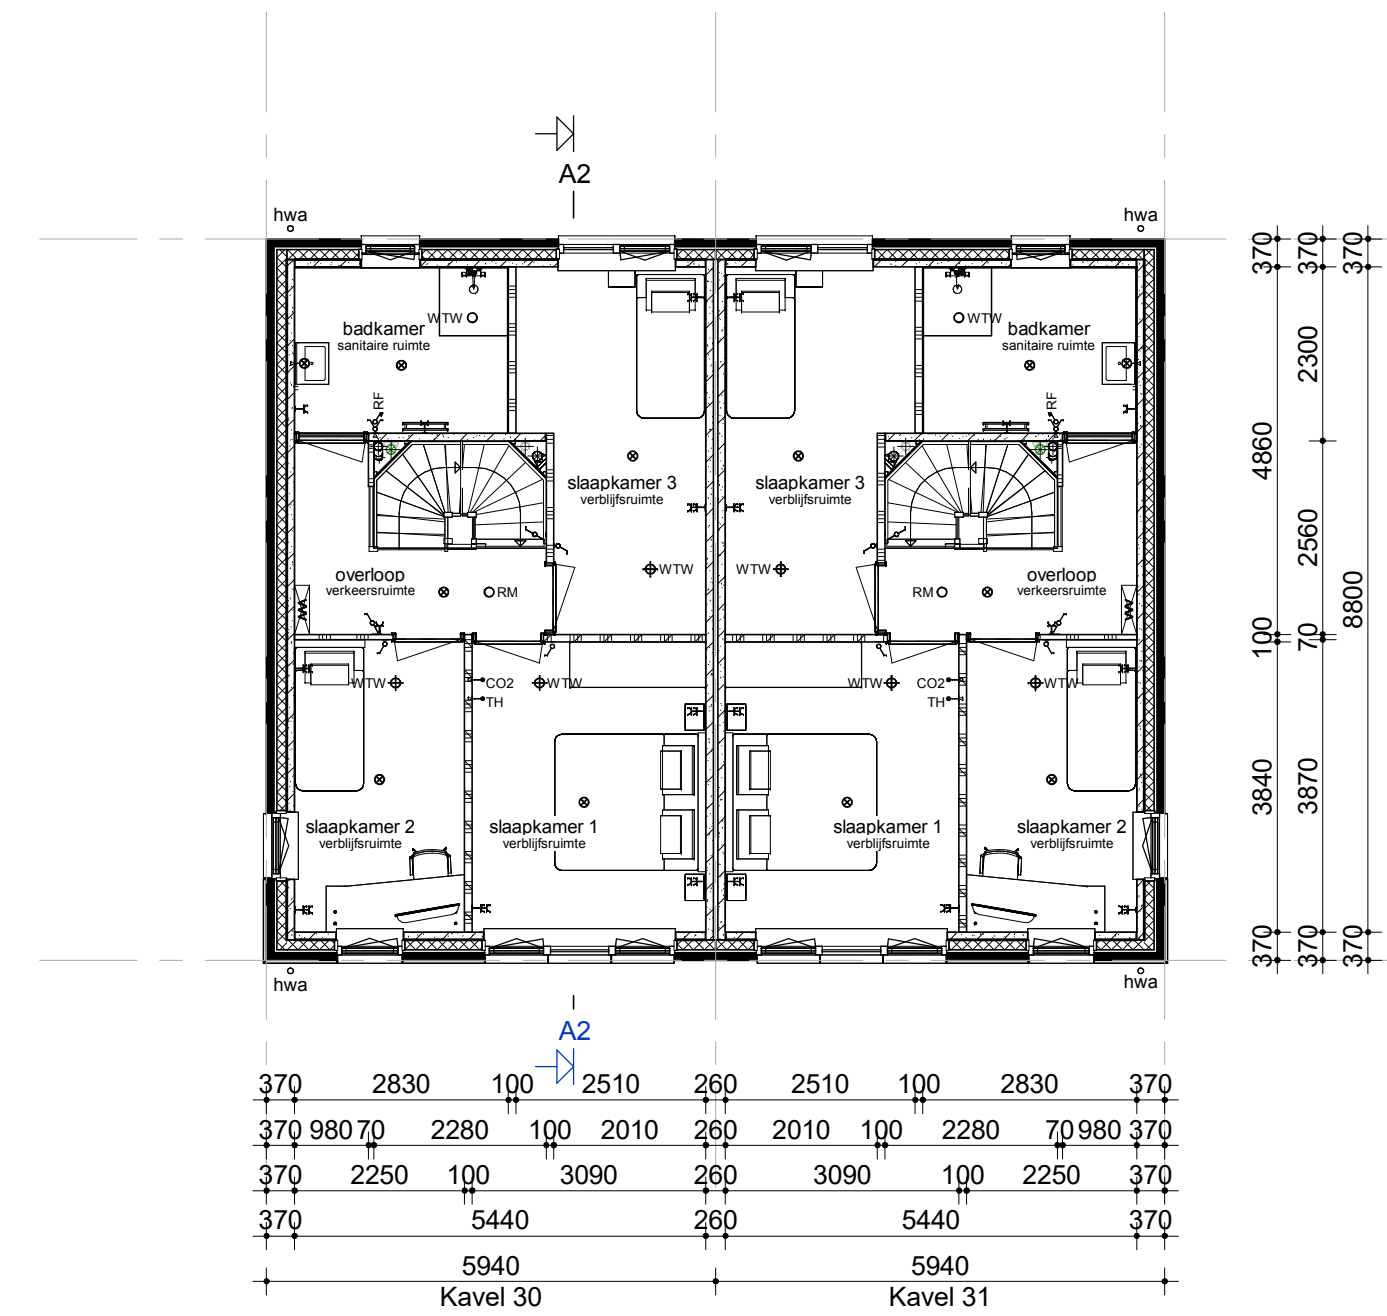 A2
hwa
hwa
badkamer
sanitaire ruimte
WTW
WTW
badkamer
sanitaire ruimte
RF
RF
slaapkamer 3
verblijfsruimte
slaapkamer 3
verblijfsruimte
WTW
WTW
overloop
verkeersruimte
RM
RM
overloop
verkeersruimte
WTW
CO2
TH
WTW
WTW
CO2
TH
WTW
slaapkamer 2
verblijfsruimte
slaapkamer 1
verblijfsruimte
slaapkamer 1
verblijfsruimte
slaapkamer 2
verblijfsruimte
hwa
hwa
A2
370 4860 100 3840 370
370 2300 2560 70 3870 370
370 8800 370
370 2830 100 2510 260 2510 100 2830 370
370 980 70 2280 100 2010 260 2010 100 2280 70 980 370
370 2250 100 3090 260 3090 100 2250 370
370 5440 260 5440 370
5940 5940
Kavel 30 Kavel 31